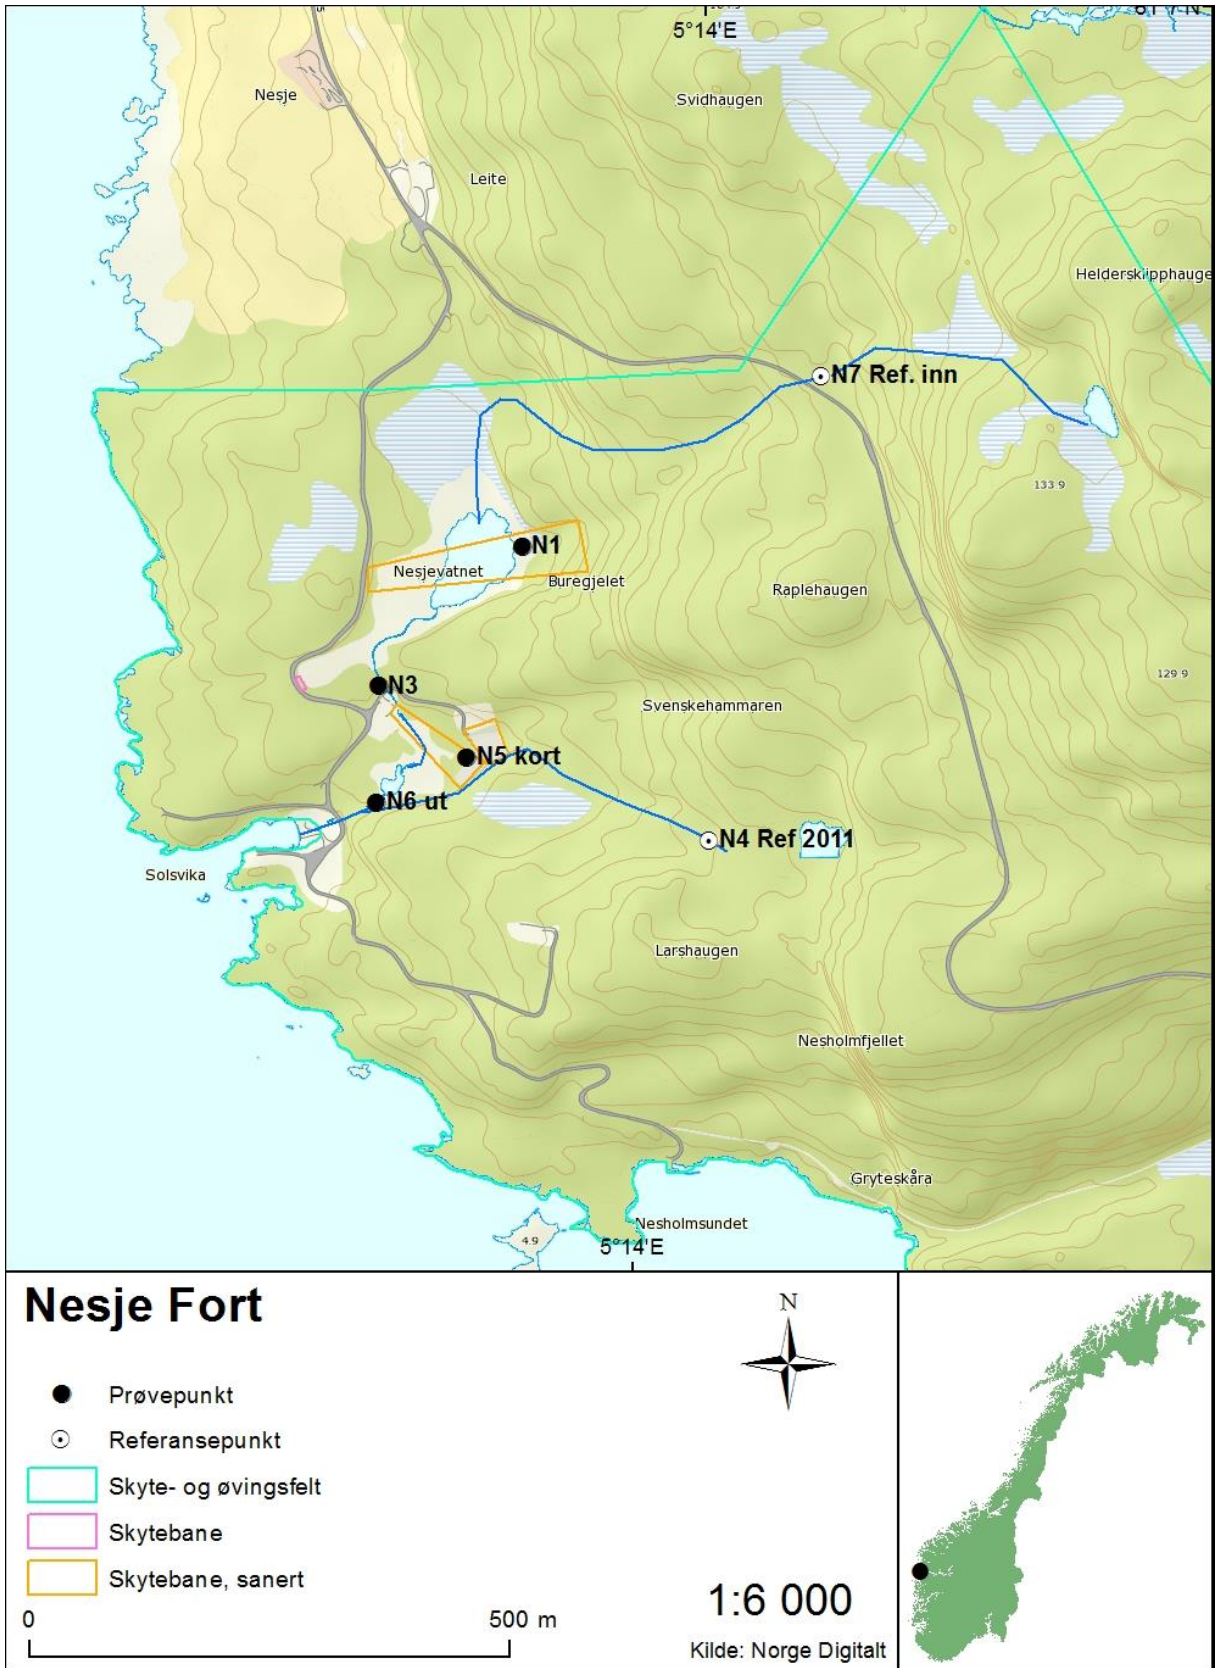 5°14'E
Nesje
Svidhaugen
Leite
N7 Ref. inn
133 9
N1
Nesjevatnet
Buregjelet
Raplehaugen
129 9
N3
Svenskehammaren
N5 kort
N6 ut
N4 Ref 2011
Solsvika
Larshaugen
Nesholmfjellet
Gryteskåra
Nesholmsundet
4.9
5°14'E
Nesje Fort
N
Prøvepunkt
Referansepunkt
Skyte- og øvingsfelt
Skytebane
Skytebane, sanert
0
500 m
1:6 000
Kilde: Norge Digitalt